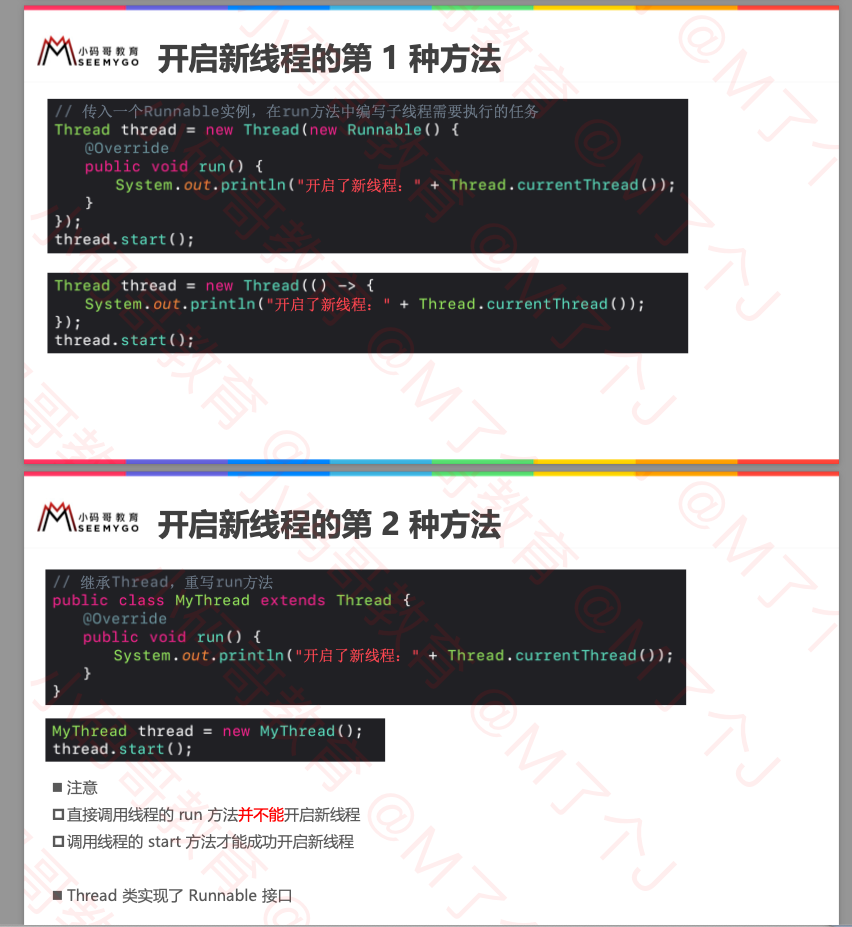 小码哥教育
SEEMYGO
开启新线程的第 1 种方法
// 传入一个Runnable实例，在run方法中编写子线程需要执行的任务
Thread thread = new Thread(new Runnable() {
@Override
public void run() {
System.out.println("开启了新线程：" + Thread.currentThread());
}
});
thread.start();
Thread thread = new Thread(() -> {
System.out.println("开启了新线程：" + Thread.currentThread());
});
thread.start();
小码哥教育
SEEMYGO
开启新线程的第 2 种方法
// 继承Thread，重写run方法
public class MyThread extends Thread {
@Override
public void run() {
System.out.println("开启了新线程：" + Thread.currentThread());
}
}
MyThread thread = new MyThread();
thread.start();
■ 注意
直接调用线程的 run 方法并不能开启新线程
调用线程的 start 方法才能成功开启新线程
■ Thread 类实现了 Runnable 接口
小码哥教育 @M了个J